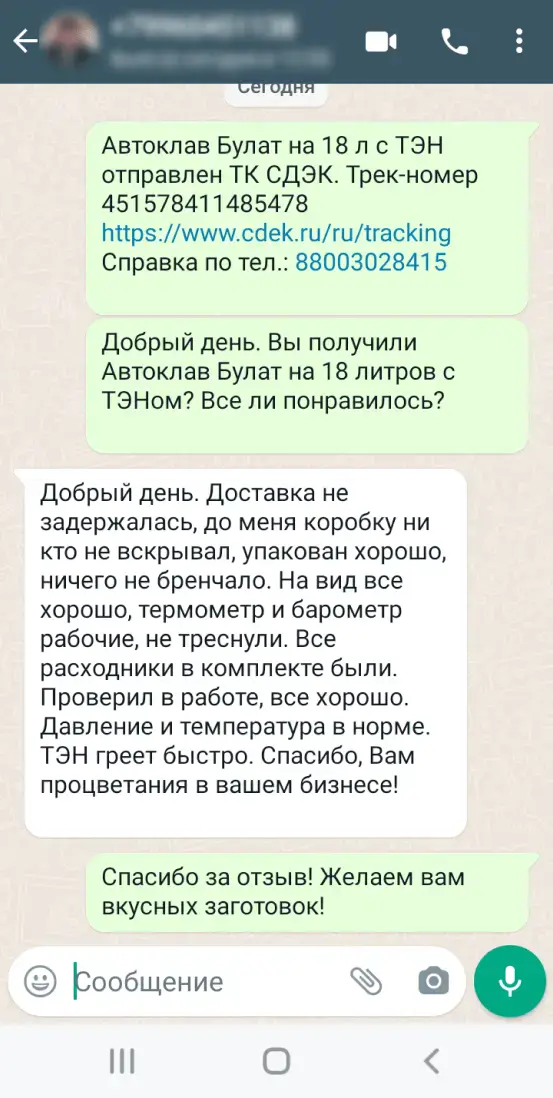 Сегодня
Автоклав Булат на 18 л с ТЭН
отправлен ТК СДЭК. Трек-номер
451578411485478
https://www.cdek.ru/ru/tracking
Справка по тел.: 88003028415
Добрый день. Вы получили
Автоклав Булат на 18 литров с
ТЭНом? Все ли понравилось?
Добрый день. Доставка не
задержалась, до меня коробку ни
кто не вскрывал, упакован хорошо,
ничего не бренчало. На вид все
хорошо, термометр и барометр
рабочие, не треснули. Все
расходники в комплекте были.
Проверил в работе, все хорошо.
Давление и температура в норме.
ТЭН греет быстро. Спасибо, Вам
процветания в вашем бизнесе!
Спасибо за отзыв! Желаем вам
вкусных заготовок!
Сообщение